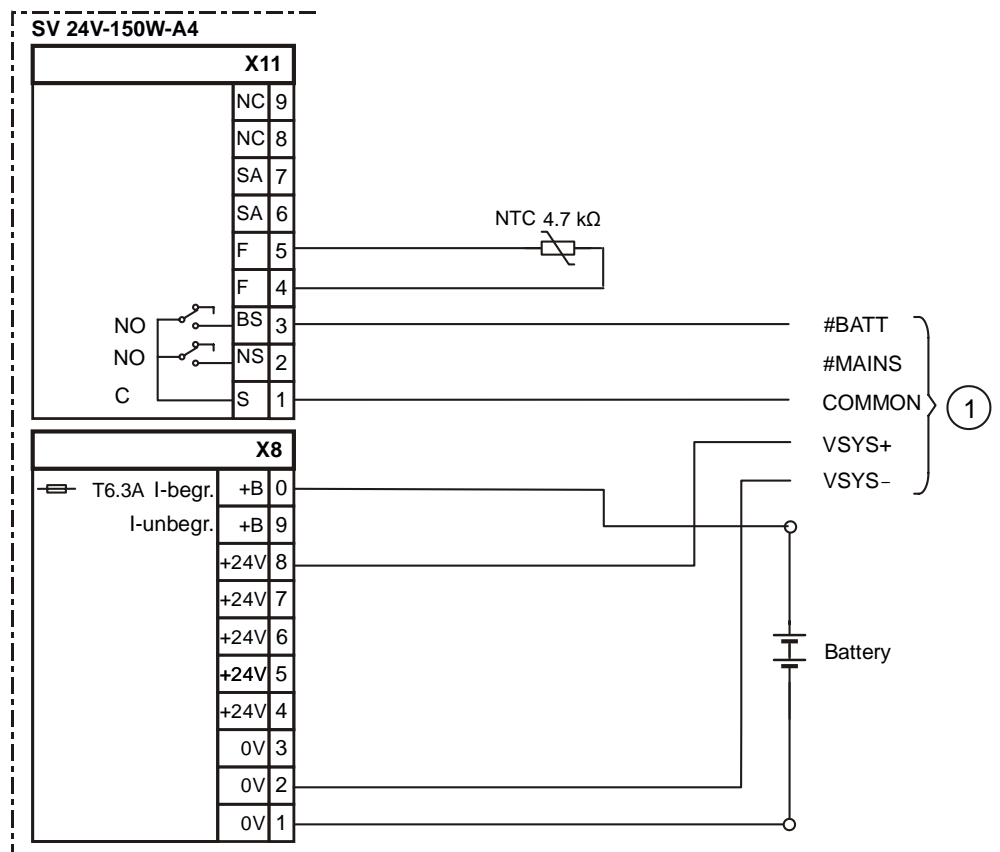 SV 24V-150W-A4
X11
NC 9
NC 8
SA 7
SA 6
NTC 4.7 kΩ
F 5
F 4
NO BS 3 #BATT
NO NS 2 #MAINS
C S 1 COMMON 1
X8 VSYS+
T6.3A I-begr. +B 0 VSYS-
I-unbegr. +B 9
+24V 8
+24V 7
+24V 6
Battery
+24V 5
+24V 4
0V 3
0V 2
0V 1